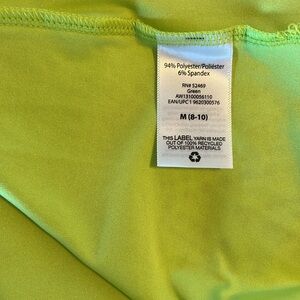 94% Polyester/Poliéster
6% Spandex
RN# 52469
Green
AW13100056110
EAN/UPC 1 9620300576
M (8-10)
THIS LABEL YARN IS MADE
OUT OF 100% RECYCLED
POLYESTER MATERIALS